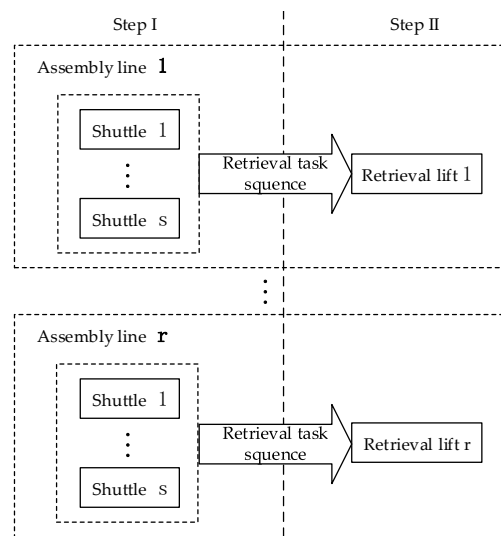 Step I
Step II
Assembly line 1
Shuttle 1
Shuttle s
Retrieval task
squence
Retrieval lift 1
Assembly line r
Shuttle 1
Shuttle s
Retrieval task
squence
Retrieval lift r